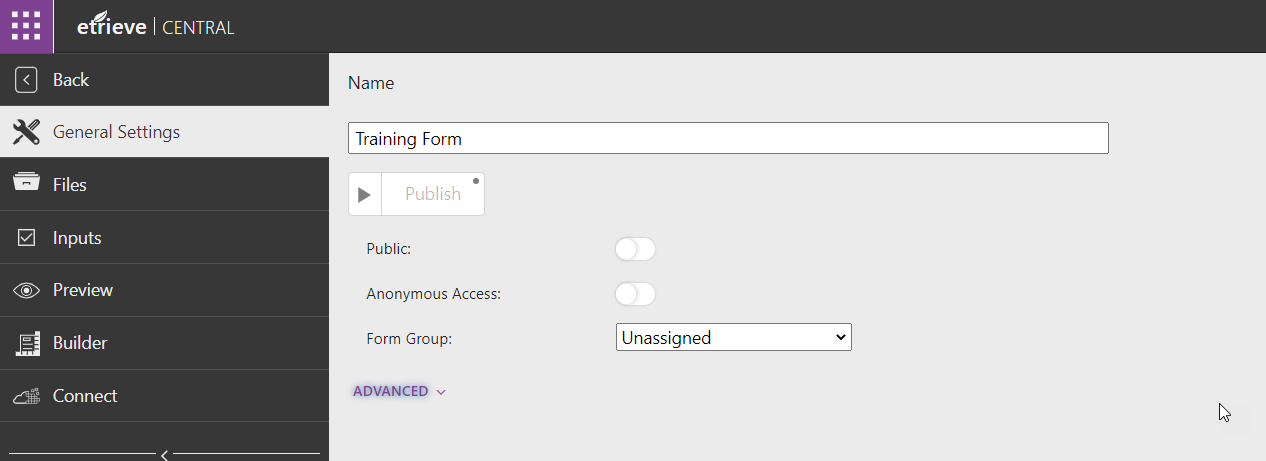 etrieve | CENTRAL
Back
General Settings
Files
Inputs
Preview
Builder
Connect
Name
Training Form
Publish
Public:
Anonymous Access:
Form Group:
Unassigned
ADVANCED